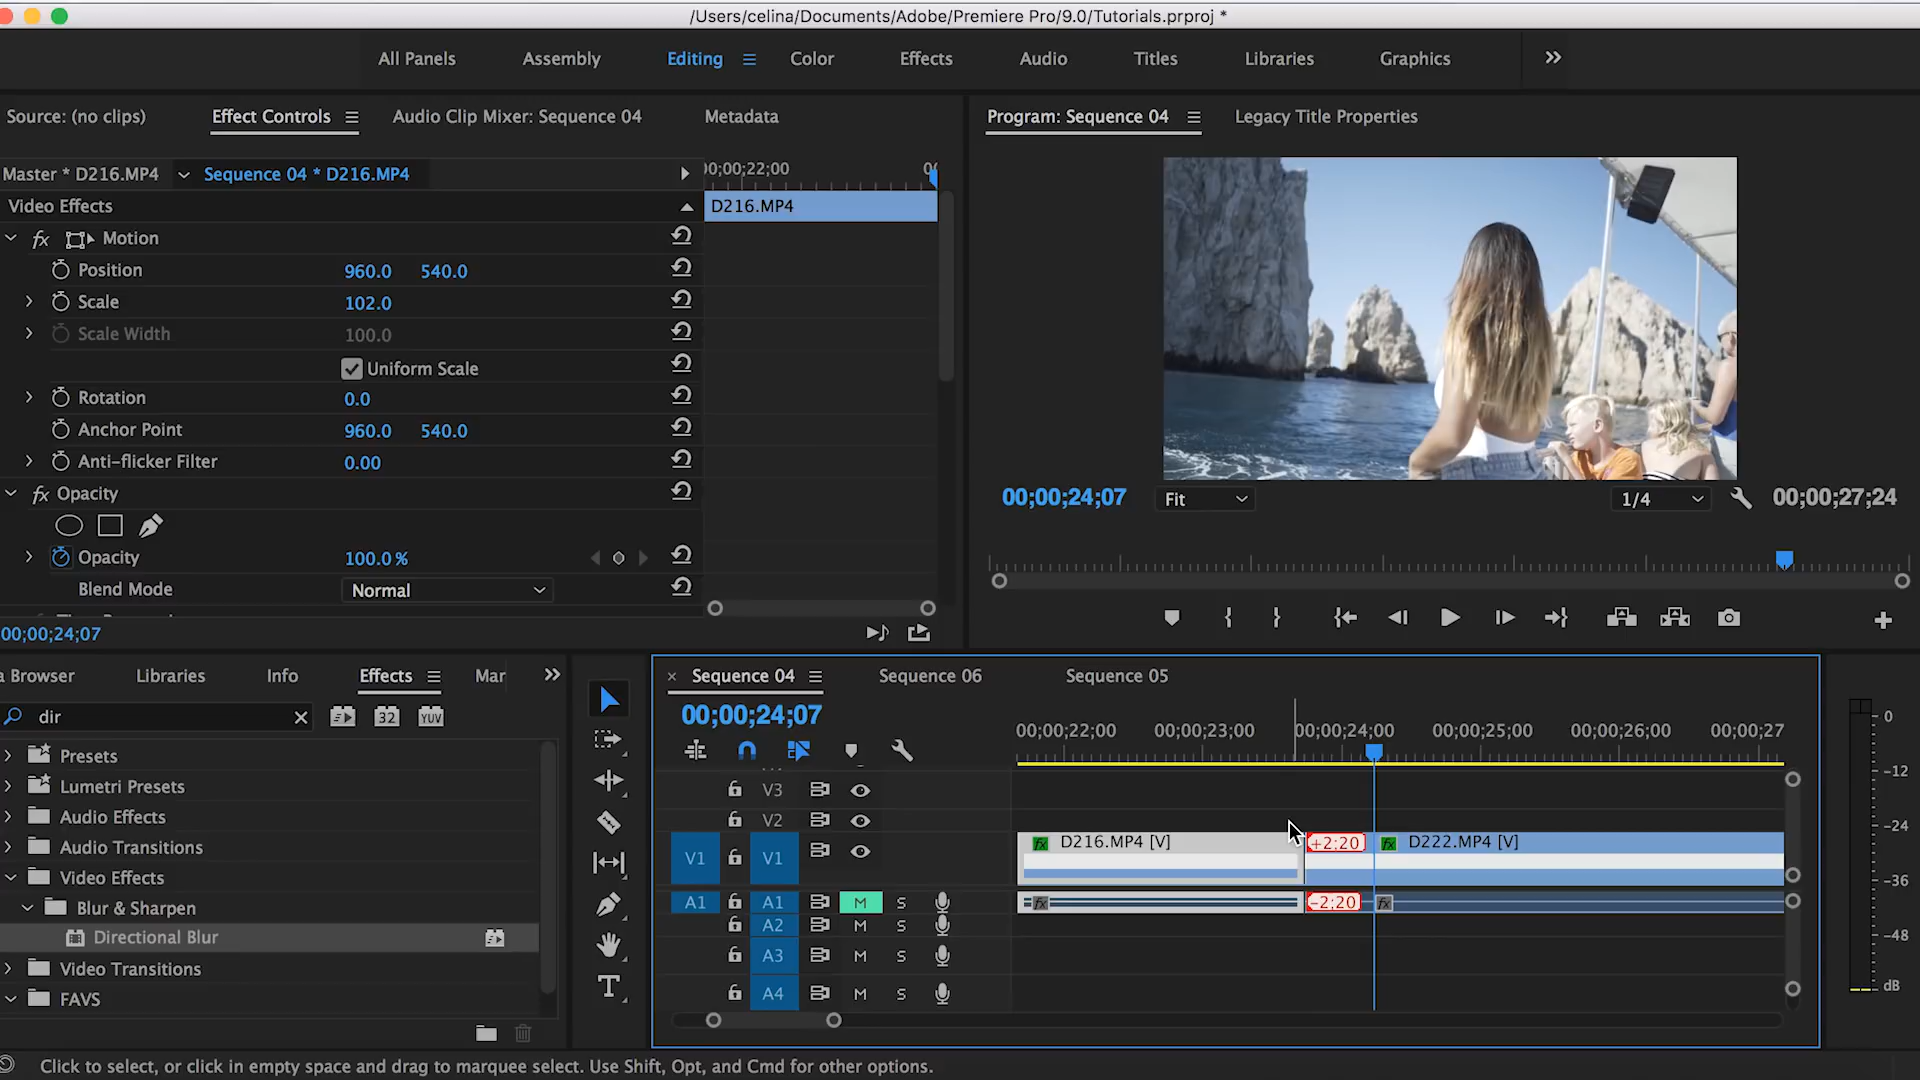 /Users/celina/Documents/Adobe/Premiere Pro/9.0/Tutorials.prproj *
All Panels Assembly Editing Color Effects Audio Titles Libraries Graphics
Source: (no clips) Effect Controls Audio Clip Mixer: Sequence 04 Metadata
Program: Sequence 04 Legacy Title Properties
Master * D216.MP4 Sequence 04 * D216.MP4
00;00;22;00
Video Effects
D216.MP4
fx Motion
Position 960.0 540.0
Scale 102.0
Scale Width 100.0
Uniform Scale
Rotation 0.0
Anchor Point 960.0 540.0
Anti-flicker Filter 0.00
fx Opacity
Opacity 100.0 %
Blend Mode Normal
00;00;24;07
00;00;24;07 Fit 1/4 00;00;27;24
a Browser Libraries Info Effects Mar
dir
32 YUV
Presets
Lumetri Presets
Audio Effects
Audio Transitions
Video Effects
Blur & Sharpen
Directional Blur
Video Transitions
FAVS
T
× Sequence 04 Sequence 06 Sequence 05
00;00;24;07
00;00;22;00 00;00;23;00 00;00;24;00 00;00;25;00 00;00;26;00 00;00;27
V3
V2
V1 V1
fx D216.MP4 [V] +2:20 fx D222.MP4 [V]
A1 A1 M S fx -2:20 fx
A2 M S
A3 M S
A4 M S
0
-12
-24
-36
-48
dB
Click to select, or click in empty space and drag to marquee select. Use Shift, Opt, and Cmd for other options.